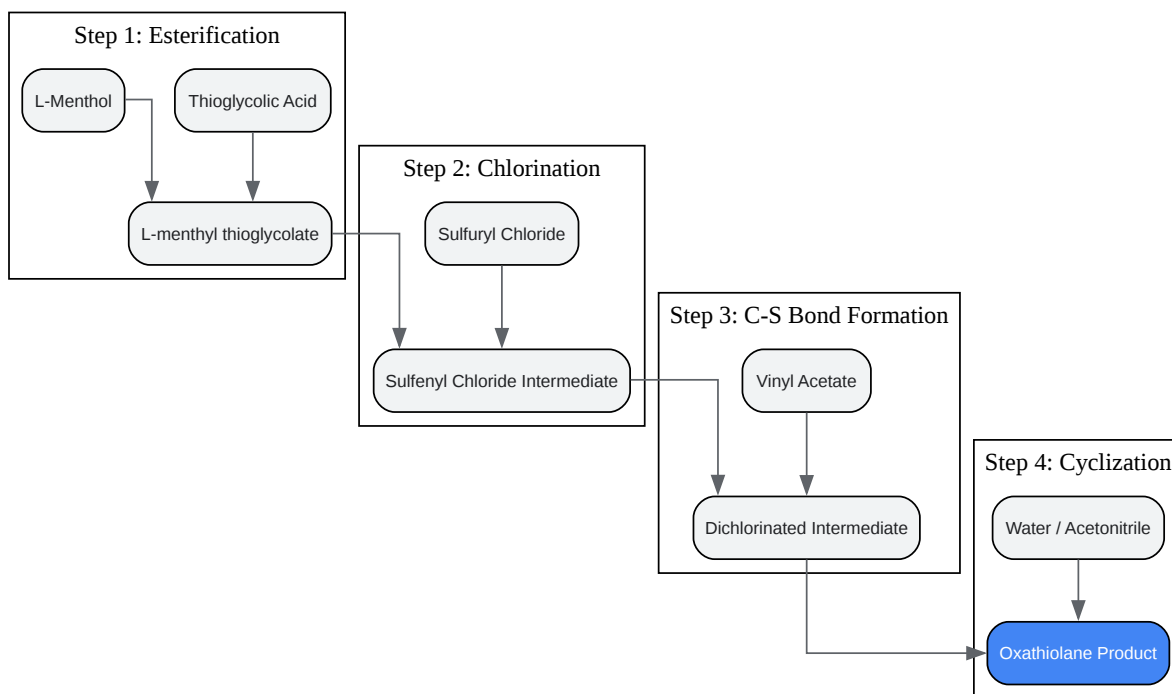 Step 1: Esterification
L-Menthol
Thioglycolic Acid
L-menthyl thioglycolate
Step 2: Chlorination
Sulfuryl Chloride
Sulfenyl Chloride Intermediate
Step 3: C-S Bond Formation
Vinyl Acetate
Dichlorinated Intermediate
Step 4: Cyclization
Water / Acetonitrile
Oxathiolane Product